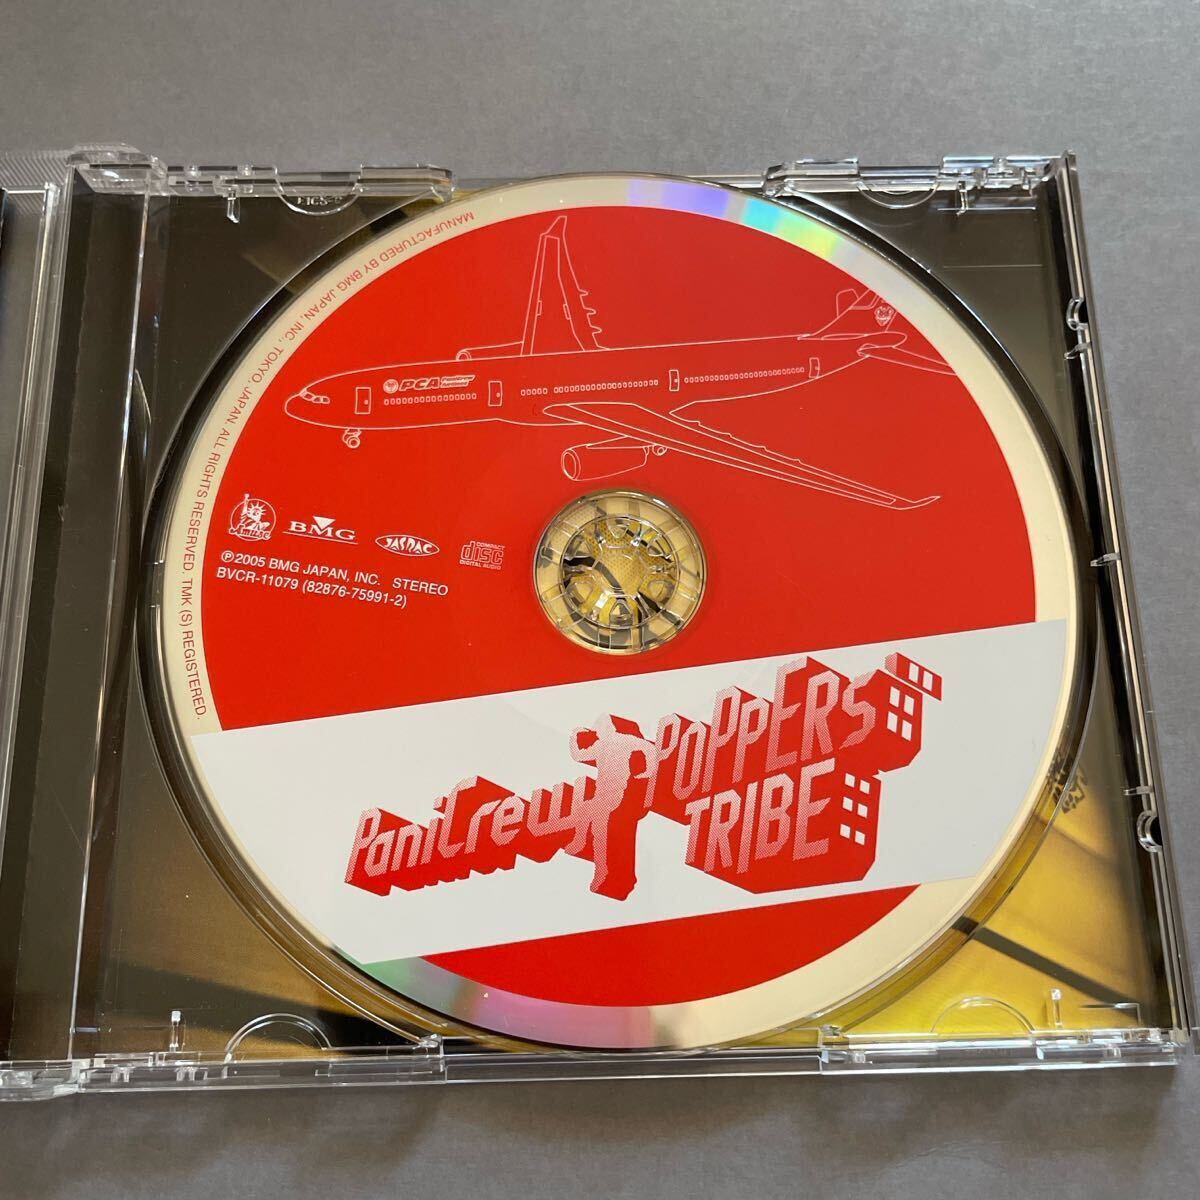 MANUFACTURED BY BMG JAPAN, INC., TOKYO, JAPAN. ALL RIGHTS RESERVED. TMK (S) REGISTERED.
PCA
BMG
JASRAC
COMPACT
disc
DIGITAL AUDIO
Ⓟ2005 BMG JAPAN, INC. STEREO
BVCR-11079 (82876-75991-2)
PaniCrew
POPPERS
TRIBE